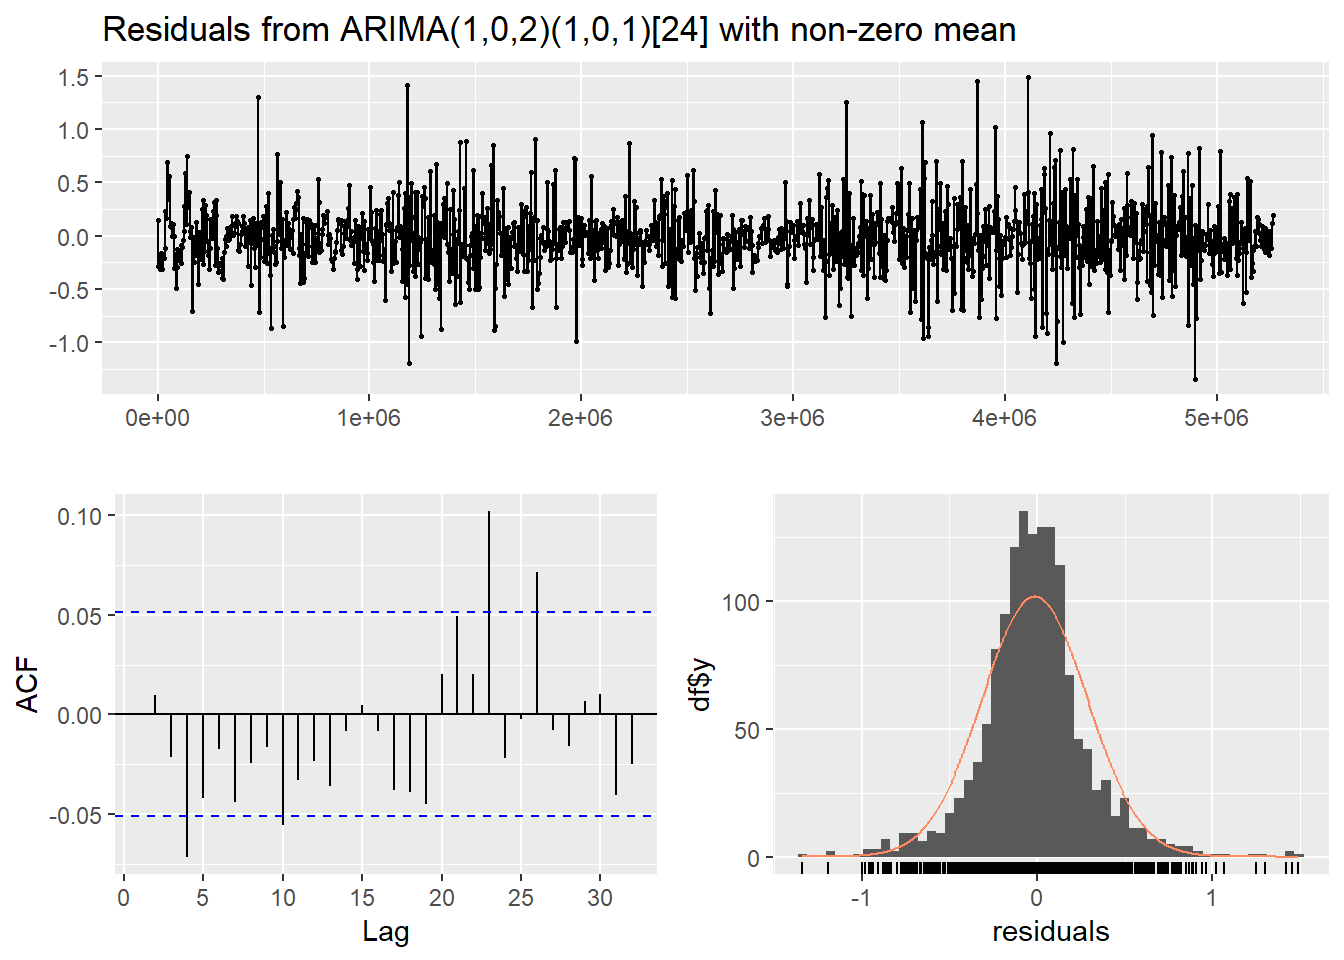 Residuals from ARIMA(1,0,2)(1,0,1)[24] with non-zero mean
1.5
1.0
0.5
0.0
-0.5
-1.0
0e+00 1e+06 2e+06 3e+06 4e+06 5e+06
ACF
0.10
0.05
0.00
-0.05
0 5 10 15 20 25 30
Lag
df$y
100
50
0
-1 0 1
residuals